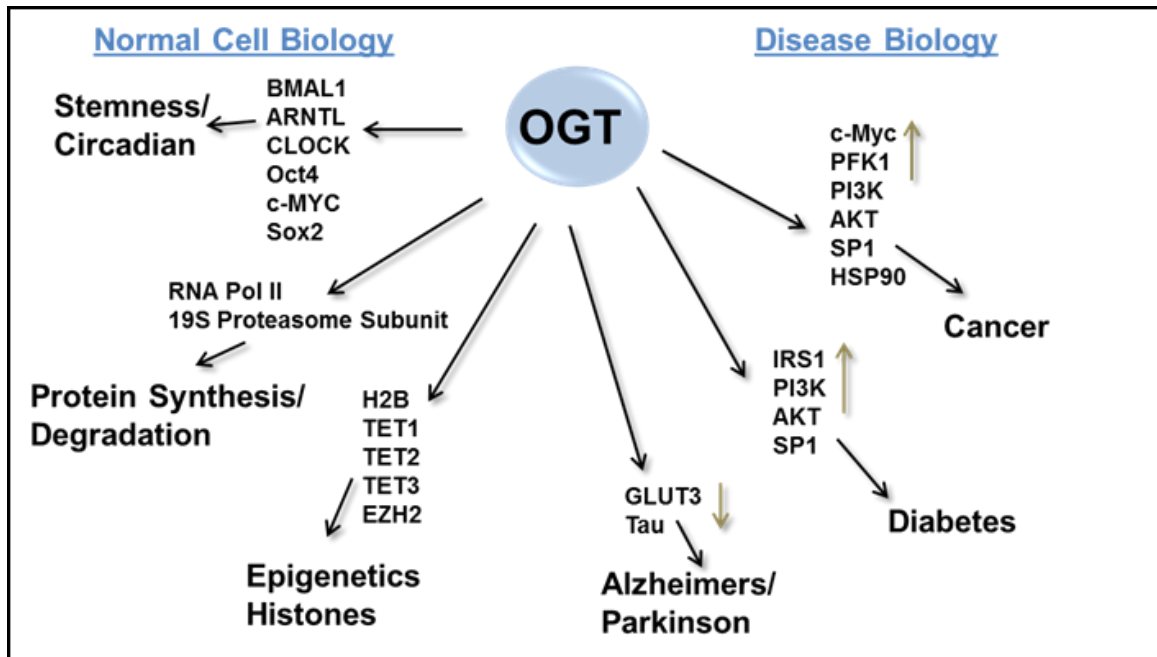 Normal Cell Biology
Disease Biology
OGT
Stemness/
Circadian
BMAL1
ARNTL
CLOCK
Oct4
c-MYC
Sox2
RNA Pol II
19S Proteasome Subunit
Protein Synthesis/
Degradation
H2B
TET1
TET2
TET3
EZH2
Epigenetics
Histones
GLUT3
Tau
Alzheimers/
Parkinson
IRS1
PI3K
AKT
SP1
Diabetes
c-Myc
PFK1
PI3K
AKT
SP1
HSP90
Cancer